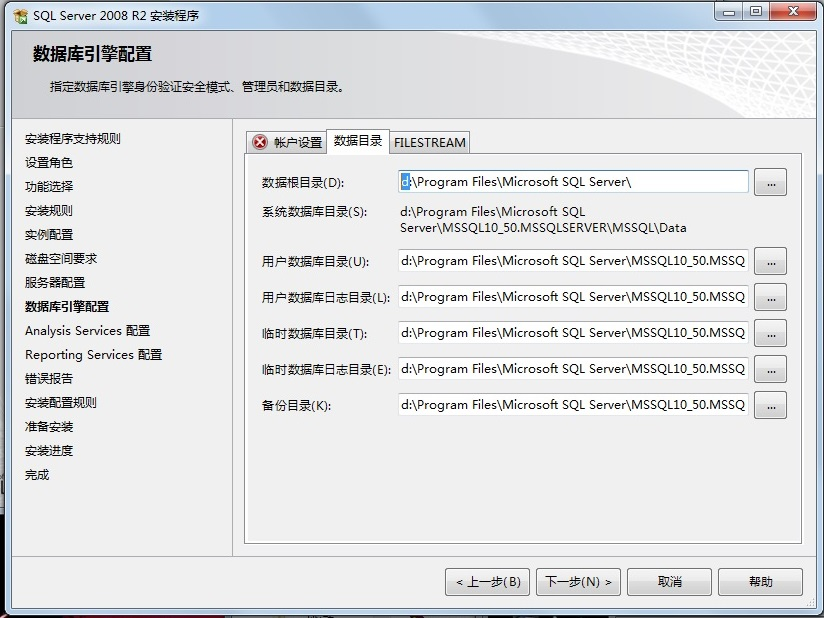 SQL Server 2008 R2 安装程序
数据库引擎配置
指定数据库引擎身份验证安全模式、管理员和数据目录。
安装程序支持规则
设置角色
功能选择
安装规则
实例配置
磁盘空间要求
服务器配置
数据库引擎配置
Analysis Services 配置
Reporting Services 配置
错误报告
安装配置规则
准备安装
安装进度
完成
帐户设置 数据目录 FILESTREAM
数据根目录(D): d:\Program Files\Microsoft SQL Server\ ...
系统数据库目录(S): d:\Program Files\Microsoft SQL
Server\MSSQL10_50.MSSQLSERVER\MSSQL\Data
用户数据库目录(U): d:\Program Files\Microsoft SQL Server\MSSQL10_50.MSSQ ...
用户数据库日志目录(L): d:\Program Files\Microsoft SQL Server\MSSQL10_50.MSSQ ...
临时数据库目录(T): d:\Program Files\Microsoft SQL Server\MSSQL10_50.MSSQ ...
临时数据库日志目录(E): d:\Program Files\Microsoft SQL Server\MSSQL10_50.MSSQ ...
备份目录(K): d:\Program Files\Microsoft SQL Server\MSSQL10_50.MSSQ ...
< 上一步(B) 下一步(N) > 取消 帮助